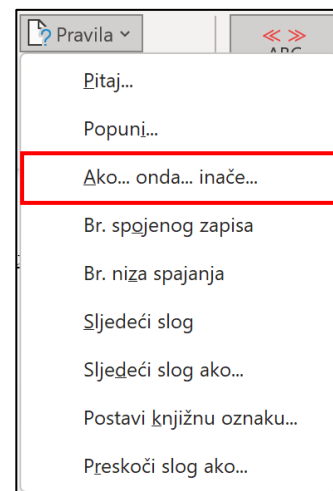 Pravila
≪ ≫
ABC
Pitaj...
Popuni...
Ako... onda... inače...
Br. spojenog zapisa
Br. niza spajanja
Sljedeći slog
Sljedeći slog ako...
Postavi knjižnu oznaku...
Preskoči slog ako...